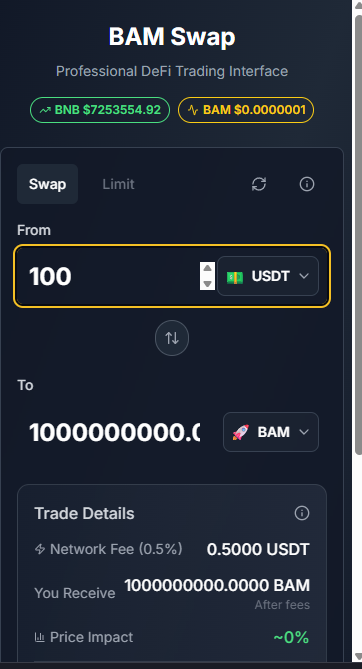 BAM Swap
Professional DeFi Trading Interface
BNB $7253554.92 BAM $0.0000001
Swap Limit
From
100 USDT
To
1000000000.0 BAM
Trade Details
Network Fee (0.5%) 0.5000 USDT
You Receive 1000000000.0000 BAM
After fees
Price Impact ~0%